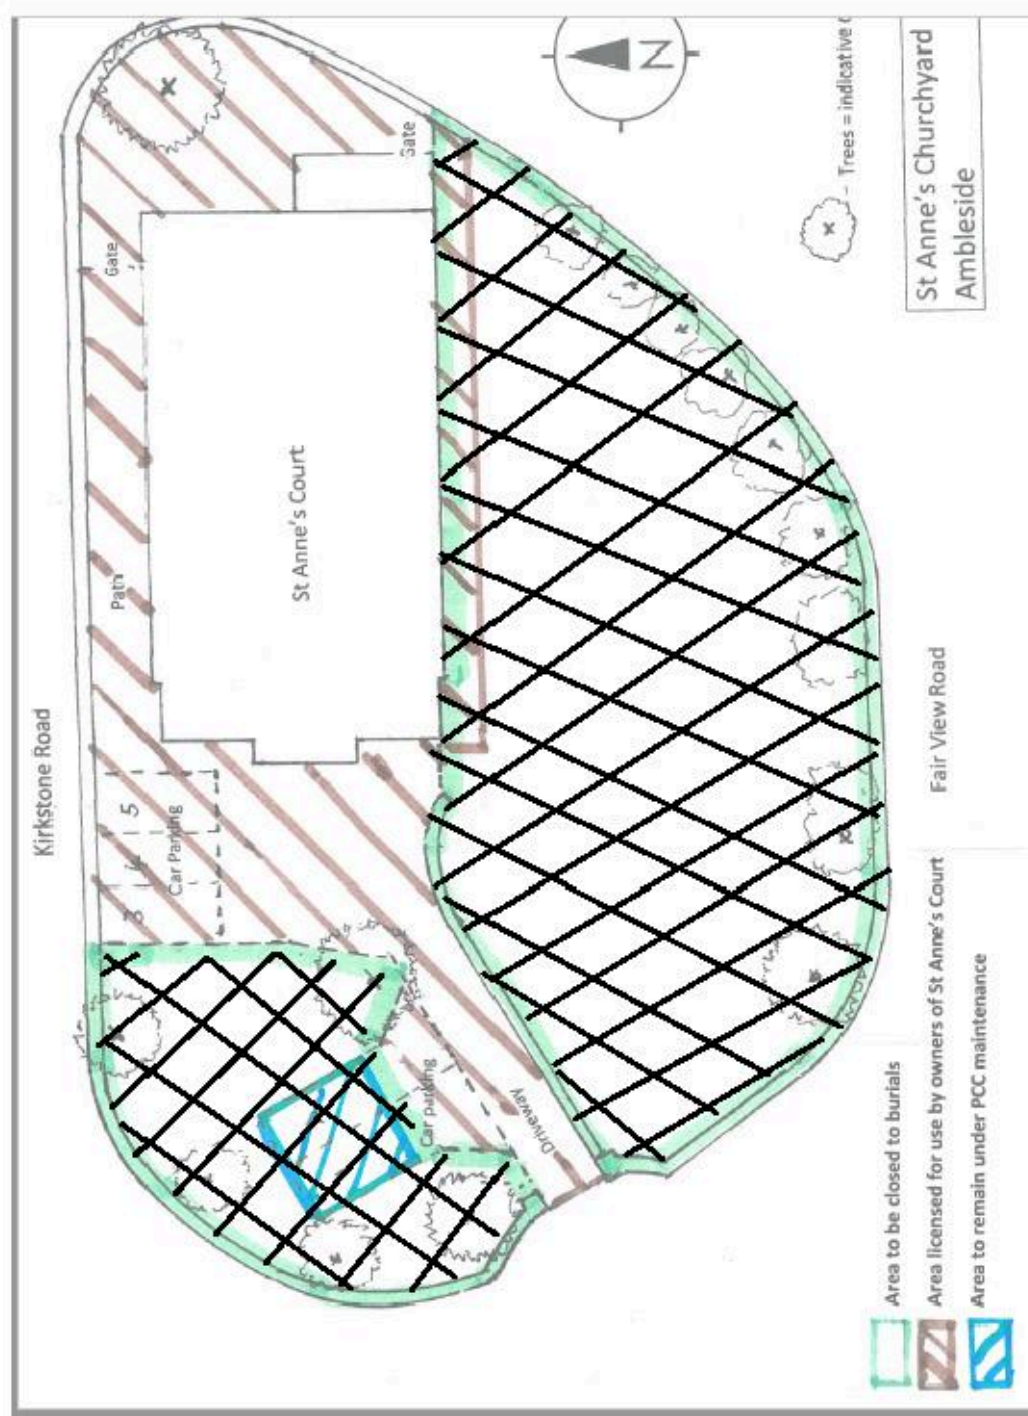 St Anne's Churchyard
Ambleside
N
- Trees = indicative
Gate
Gate
Path
St Anne's Court
Kirkstone Road
3
4
5
Car Parking
Car parking
Driveway
Fair View Road
Area to be closed to burials
Area licensed for use by owners of St Anne's Court
Area to remain under PCC maintenance